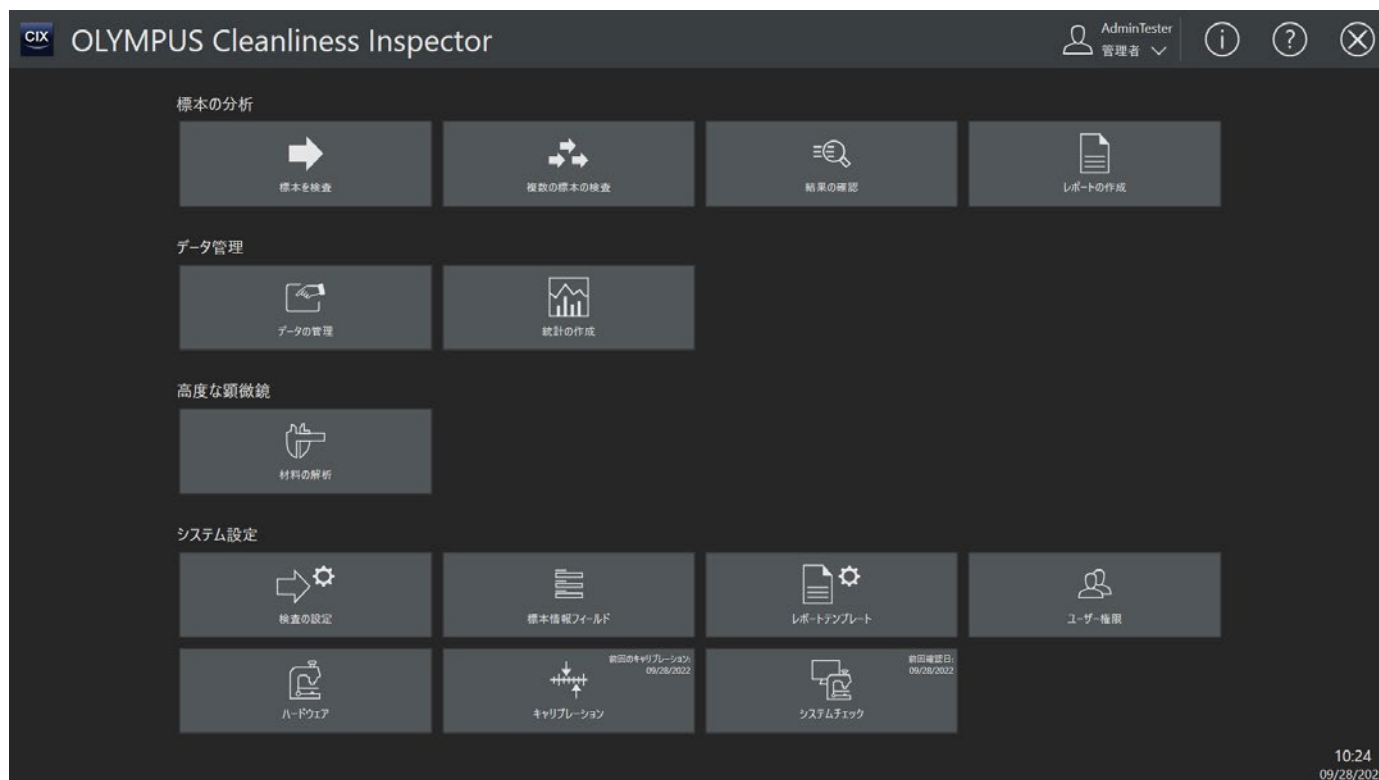 CIX
OLYMPUS Cleanliness Inspector
AdminTester
管理者
標本の分析
標本を検査
複数の標本の検査
結果の確認
レポートの作成
データ管理
データの管理
統計の作成
高度な顕微鏡
材料の解析
システム設定
検査の設定
標本情報フィールド
レポートテンプレート
ユーザー権限
ハードウェア
前回のキャリブレーション:
09/28/2022
キャリブレーション
前回確認日:
09/28/2022
システムチェック
10:24
09/28/202